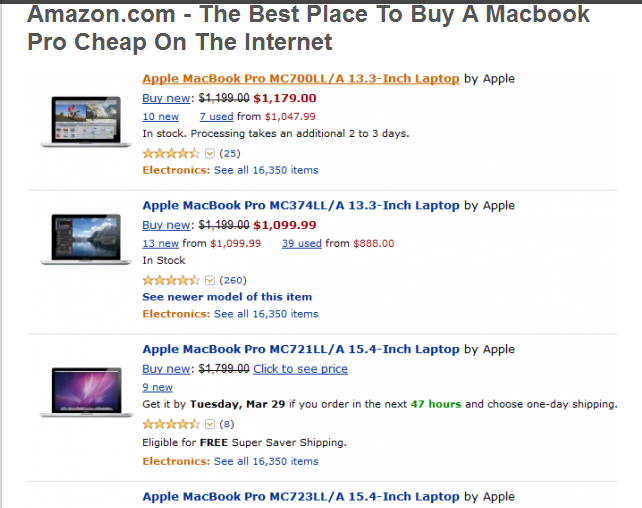 Amazon.com - The Best Place To Buy A Macbook
Pro Cheap On The Internet
Apple MacBook Pro MC700LL/A 13.3-Inch Laptop by Apple
Buy new: $1,199.00 $1,179.00
10 new 7 used from $1,047.99
In stock. Processing takes an additional 2 to 3 days.
(25)
Electronics: See all 16,350 items
Apple MacBook Pro MC374LL/A 13.3-Inch Laptop by Apple
Buy new: $1,199.00 $1,099.99
13 new from $1,099.99 39 used from $888.00
In Stock
(260)
See newer model of this item
Electronics: See all 16,350 items
Apple MacBook Pro MC721LL/A 15.4-Inch Laptop by Apple
Buy new: $1,799.00 Click to see price
9 new
Get it by Tuesday, Mar 29 if you order in the next 47 hours and choose one-day shipping.
(8)
Eligible for FREE Super Saver Shipping.
Electronics: See all 16,350 items
Apple MacBook Pro MC723LL/A 15.4-Inch Laptop by Apple